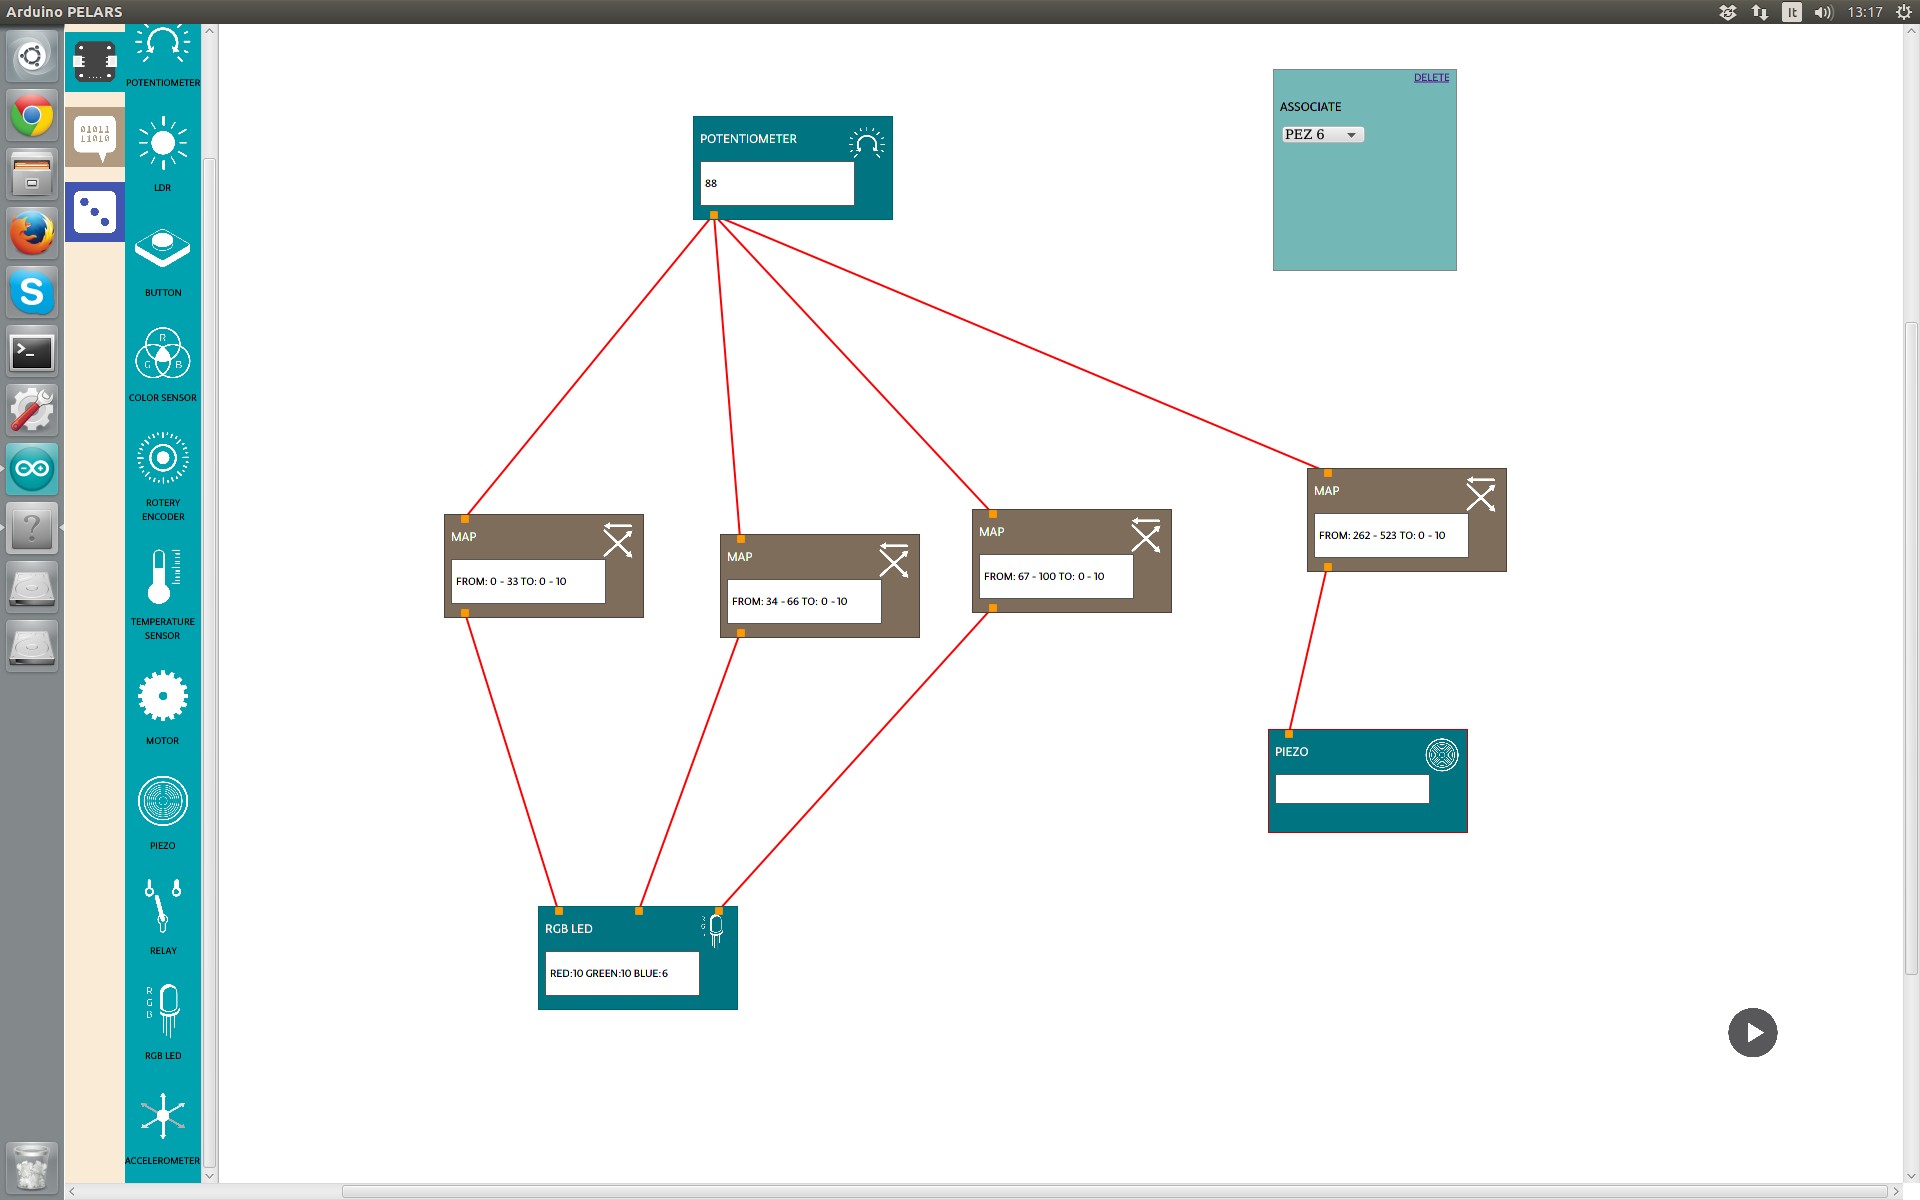 Arduino PELARS
It
13:17
01011
11010
POTENTIOMETER
LDR
BUTTON
R
G B
COLOR SENSOR
ROTERY
ENCODER
TEMPERATURE
SENSOR
MOTOR
PIEZO
RELAY
R
G
B
RGB LED
ACCELEROMETER
POTENTIOMETER
88
DELETE
ASSOCIATE
PEZ 6
MAP
FROM: 0 - 33 TO: 0 - 10
MAP
FROM: 34 - 66 TO: 0 - 10
MAP
FROM: 67 - 100 TO: 0 - 10
MAP
FROM: 262 - 523 TO: 0 - 10
PIEZO
RGB LED
R
G
RED:10 GREEN:10 BLUE:6